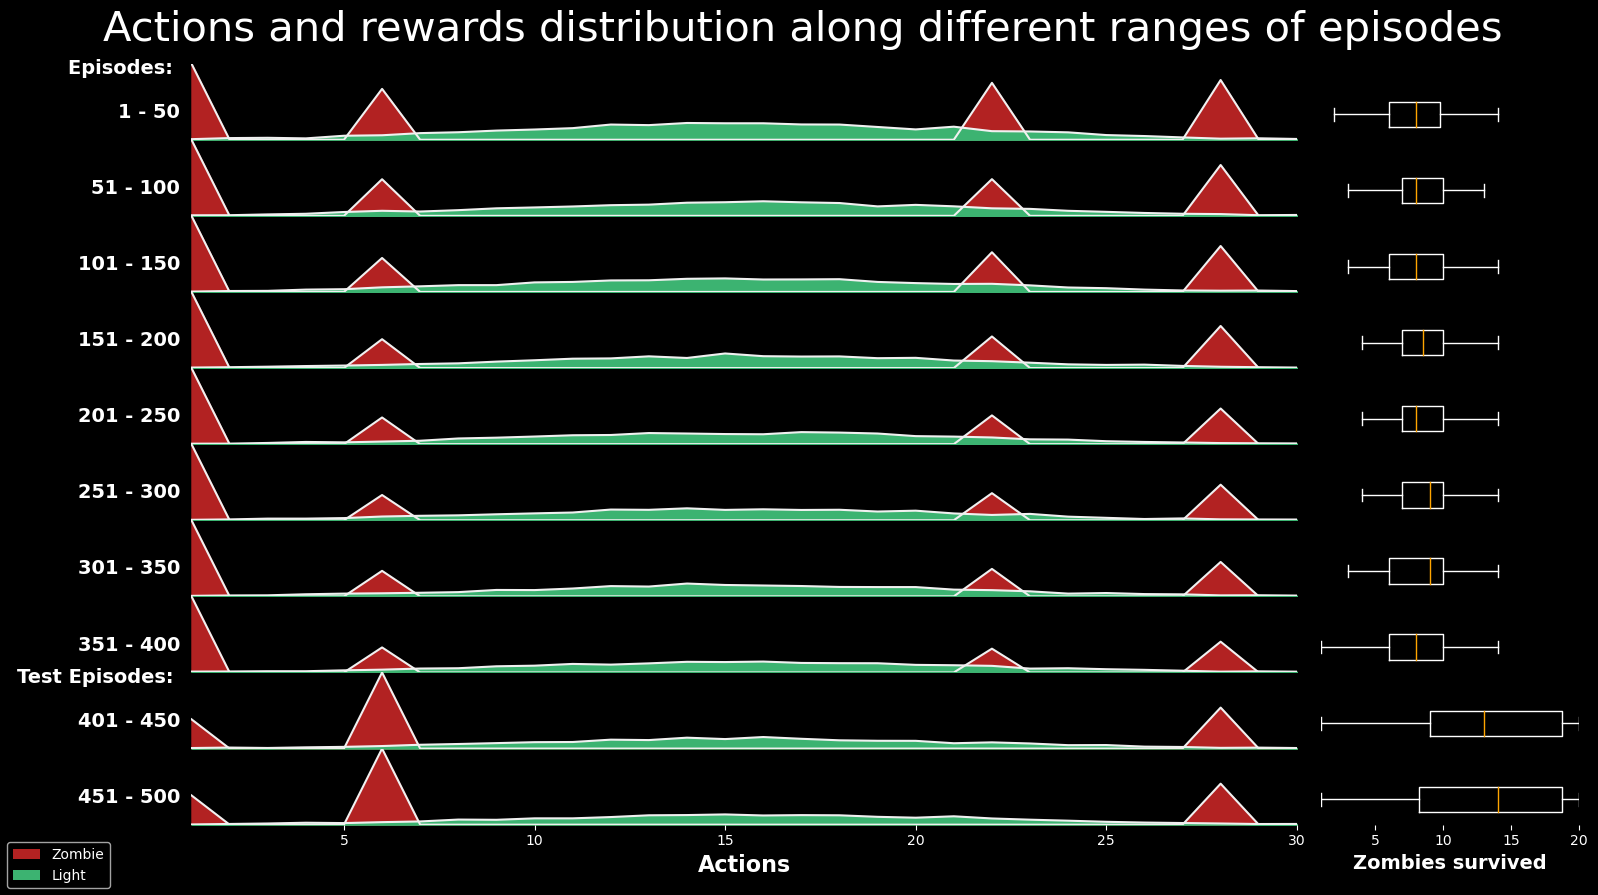 Actions and rewards distribution along different ranges of episodes
Episodes:
1 - 50
51 - 100
101 - 150
151 - 200
201 - 250
251 - 300
301 - 350
351 - 400
Test Episodes:
401 - 450
451 - 500
5 10 15 20 25 30
5 10 15 20
Actions
Zombies survived
Zombie
Light